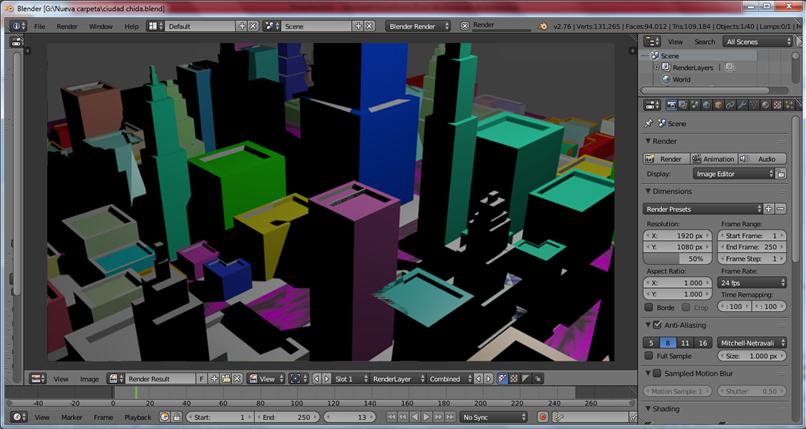 Blender [G:\Nueva carpeta\ciudad chida.blend]
File Render Window Help Default Scene Blender Render Render v2.76 | Verts:131,265 | Faces:94,012 | Tris:109,184 | Objects:1/40 | Lamps:0/1 |
View Search All Scenes
Scene
RenderLayers
World
Scene
Render
Render Animation Audio
Display: Image Editor
Dimensions
Render Presets
Resolution: Frame Range:
X: 1920 px Start Frame: 1
Y: 1080 px End Frame: 250
50% Frame Step: 1
Aspect Ratio: Frame Rate:
X: 1.000 24 fps
Y: 1.000 Time Remapping:
Borde Crop : 100 : 100
Anti-Aliasing
5 8 11 16 Mitchell-Netravali
Full Sample Size: 1.000 px
Sampled Motion Blur
Motion Sample: 1 Shutter: 0.50
Shading
View Image Render Result F View Slot 1 RenderLayer Combined
-40 -20 0 20 40 60 80 100 120 140 160 180 200 220 240 260
View Marker Frame Playback Start: 1 End: 250 13 No Sync